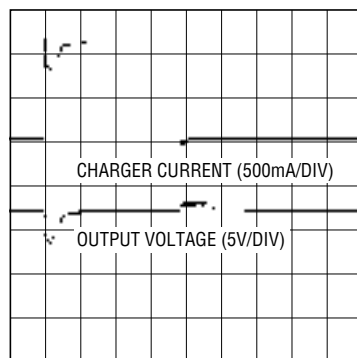 CHARGER CURRENT (500mA/DIV)
OUTPUT VOLTAGE (5V/DIV)